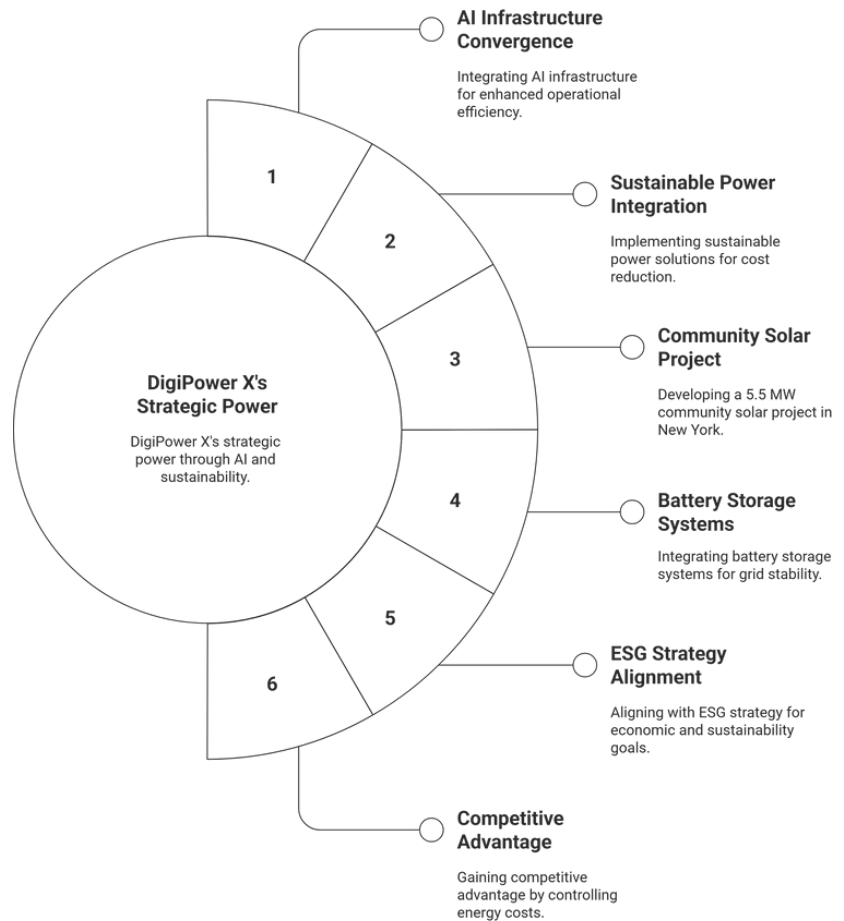 AI Infrastructure
Convergence
Integrating AI infrastructure
for enhanced operational
efficiency.
1
Sustainable Power
Integration
Implementing sustainable
power solutions for cost
reduction.
2
Community Solar
Project
Developing a 5.5 MW
community solar project in
New York.
3
DigiPower X's
Strategic Power
DigiPower X's strategic
power through AI and
sustainability.
4
Battery Storage
Systems
Integrating battery storage
systems for grid stability.
5
ESG Strategy
Alignment
Aligning with ESG strategy for
economic and sustainability
goals.
6
Competitive
Advantage
Gaining competitive
advantage by controlling
energy costs.